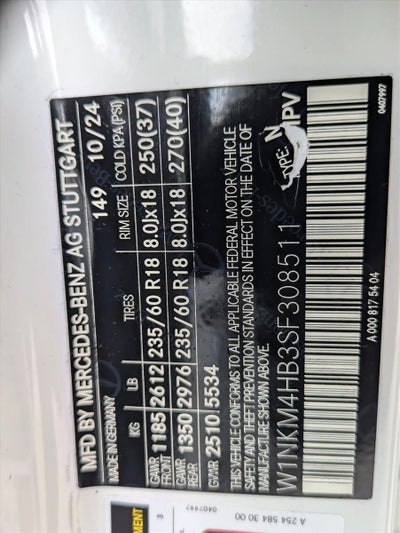 MFD BY MERCEDES-BENZ AG STUTTGART
MADE IN GERMANY 149 10/24
KG LB TIRES RIM SIZE COLD KPA(PSI)
GAWR FRONT 1185 2612 235/60 R18 8.0Jx18 250(37)
GAWR REAR 1350 2976 235/60 R18 8.0Jx18 270(40)
GVWR 2510 5534
THIS VEHICLE CONFORMS TO ALL APPLICABLE FEDERAL MOTOR VEHICLE
SAFETY AND THEFT PREVENTION STANDARDS IN EFFECT ON THE DATE OF
MANUFACTURE SHOWN ABOVE.
W1NKM4HB3SF308511 TYPE: MPV
A 000 817 54 04
0407997
A 254 584 30 00
0407997